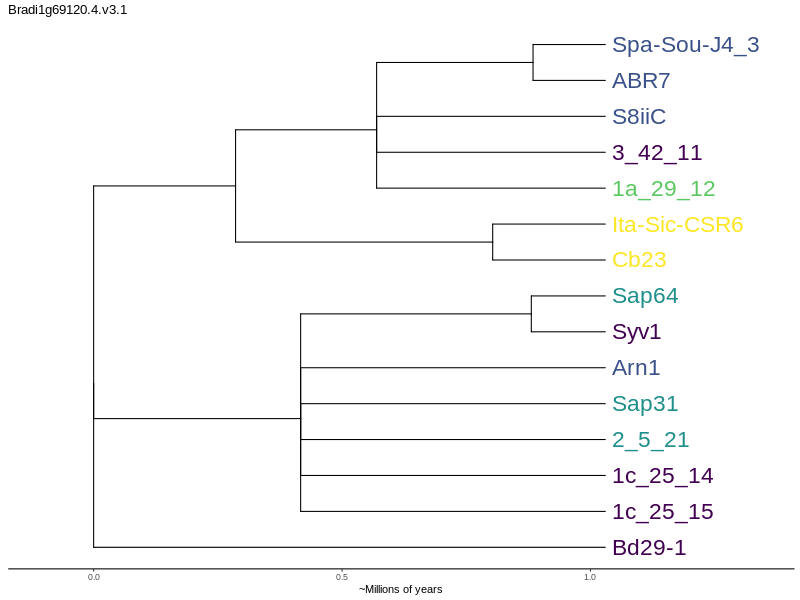 Bradi1g69120.4.v3.1
Spa-Sou-J4_3
ABR7
S8iiC
3_42_11
1a_29_12
Ita-Sic-CSR6
Cb23
Sap64
Syv1
Arn1
Sap31
2_5_21
1c_25_14
1c_25_15
Bd29-1
0.0 0.5 1.0
~Millions of years